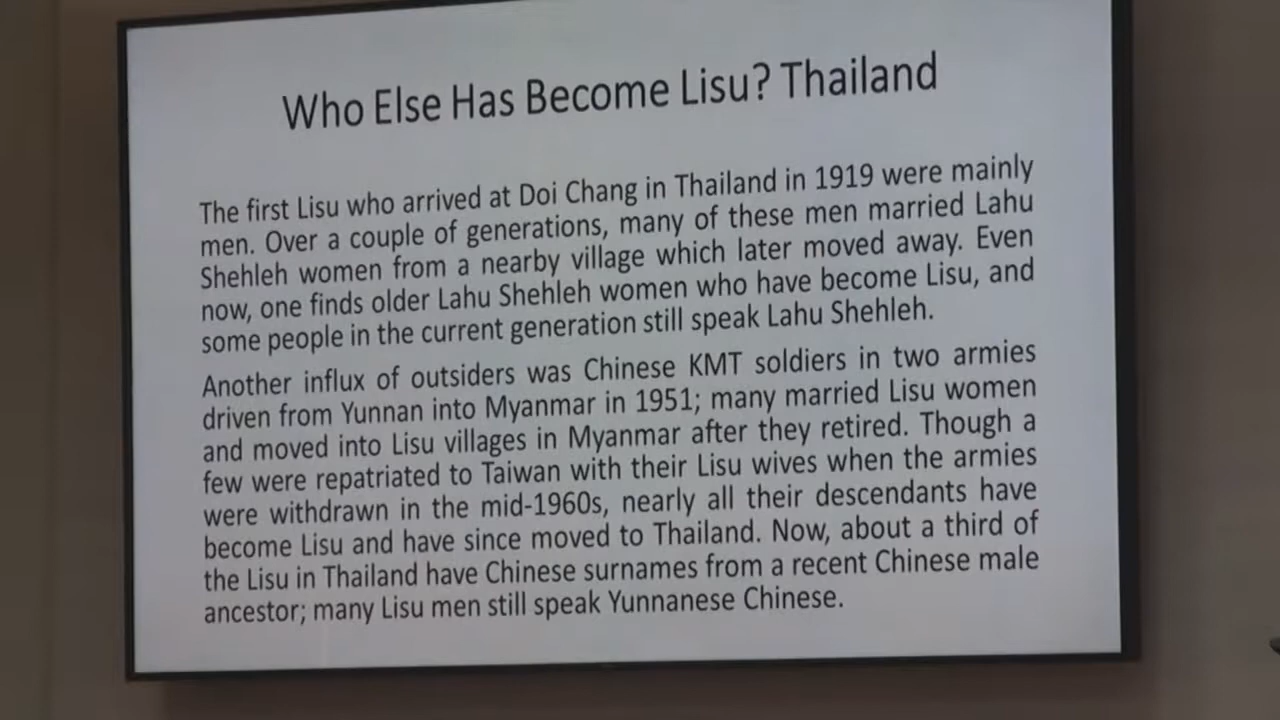 Who Else Has Become Lisu? Thailand
The first Lisu who arrived at Doi Chang in Thailand in 1919 were mainly
men. Over a couple of generations, many of these men married Lahu
Shehleh women from a nearby village which later moved away. Even
now, one finds older Lahu Shehleh women who have become Lisu, and
some people in the current generation still speak Lahu Shehleh.
Another influx of outsiders was Chinese KMT soldiers in two armies
driven from Yunnan into Myanmar in 1951; many married Lisu women
and moved into Lisu villages in Myanmar after they retired. Though a
few were repatriated to Taiwan with their Lisu wives when the armies
were withdrawn in the mid-1960s, nearly all their descendants have
become Lisu and have since moved to Thailand. Now, about a third of
the Lisu in Thailand have Chinese surnames from a recent Chinese male
ancestor; many Lisu men still speak Yunnanese Chinese.